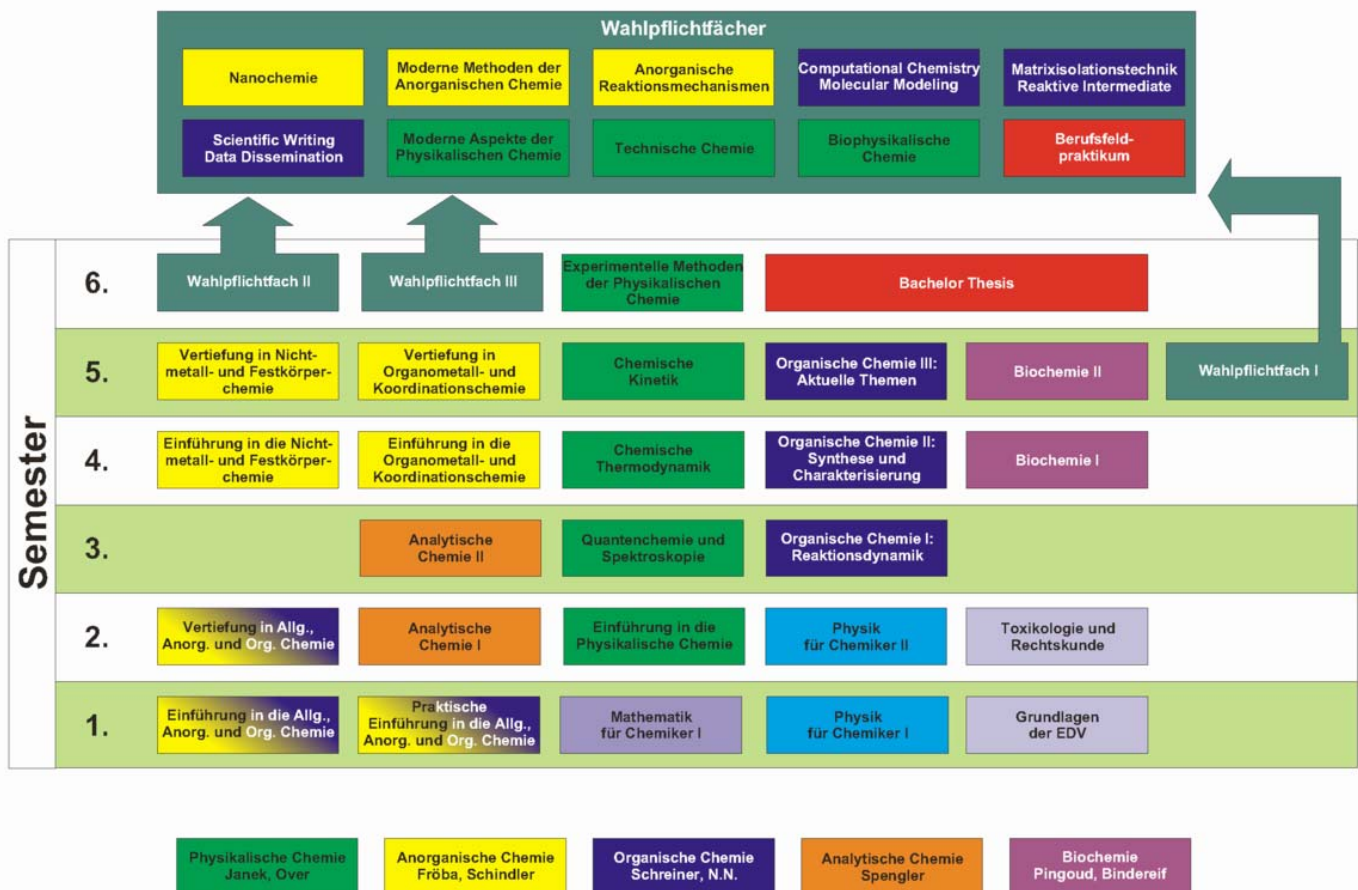 Wahlpflichtfächer
Nanochemie
Moderne Methoden der
Anorganischen Chemie
Anorganische
Reaktionsmechanismen
Computational Chemistry
Molecular Modeling
Matrixisolationstechnik
Reaktive Intermediate
Scientific Writing
Data Dissemination
Moderne Aspekte der
Physikalischen Chemie
Technische Chemie
Biophysikalische
Chemie
Berufsfeld-
praktikum
Semester
6.
Wahlpflichtfach II
Wahlpflichtfach III
Experimentelle Methoden
der Physikalischen
Chemie
Bachelor Thesis
5.
Vertiefung in Nicht-
metall- und Festkörper-
chemie
Vertiefung in
Organometall- und
Koordinationschemie
Chemische
Kinetik
Organische Chemie III:
Aktuelle Themen
Biochemie II
Wahlpflichtfach I
4.
Einführung in die Nicht-
metall- und Festkörper-
chemie
Einführung in die
Organometall- und
Koordinationschemie
Chemische
Thermodynamik
Organische Chemie II:
Synthese und
Charakterisierung
Biochemie I
3.
Analytische
Chemie II
Quantenchemie und
Spektroskopie
Organische Chemie I:
Reaktionsdynamik
2.
Vertiefung in Allg.,
Anorg. und Org. Chemie
Analytische
Chemie I
Einführung in die
Physikalische Chemie
Physik
für Chemiker II
Toxikologie und
Rechtskunde
1.
Einführung in die Allg.,
Anorg. und Org. Chemie
Praktische
Einführung in die Allg.,
Anorg. und Org. Chemie
Mathematik
für Chemiker I
Physik
für Chemiker I
Grundlagen
der EDV
Physikalische Chemie
Janek, Over
Anorganische Chemie
Fröba, Schindler
Organische Chemie
Schreiner, N.N.
Analytische Chemie
Spengler
Biochemie
Pingoud, Bindereif